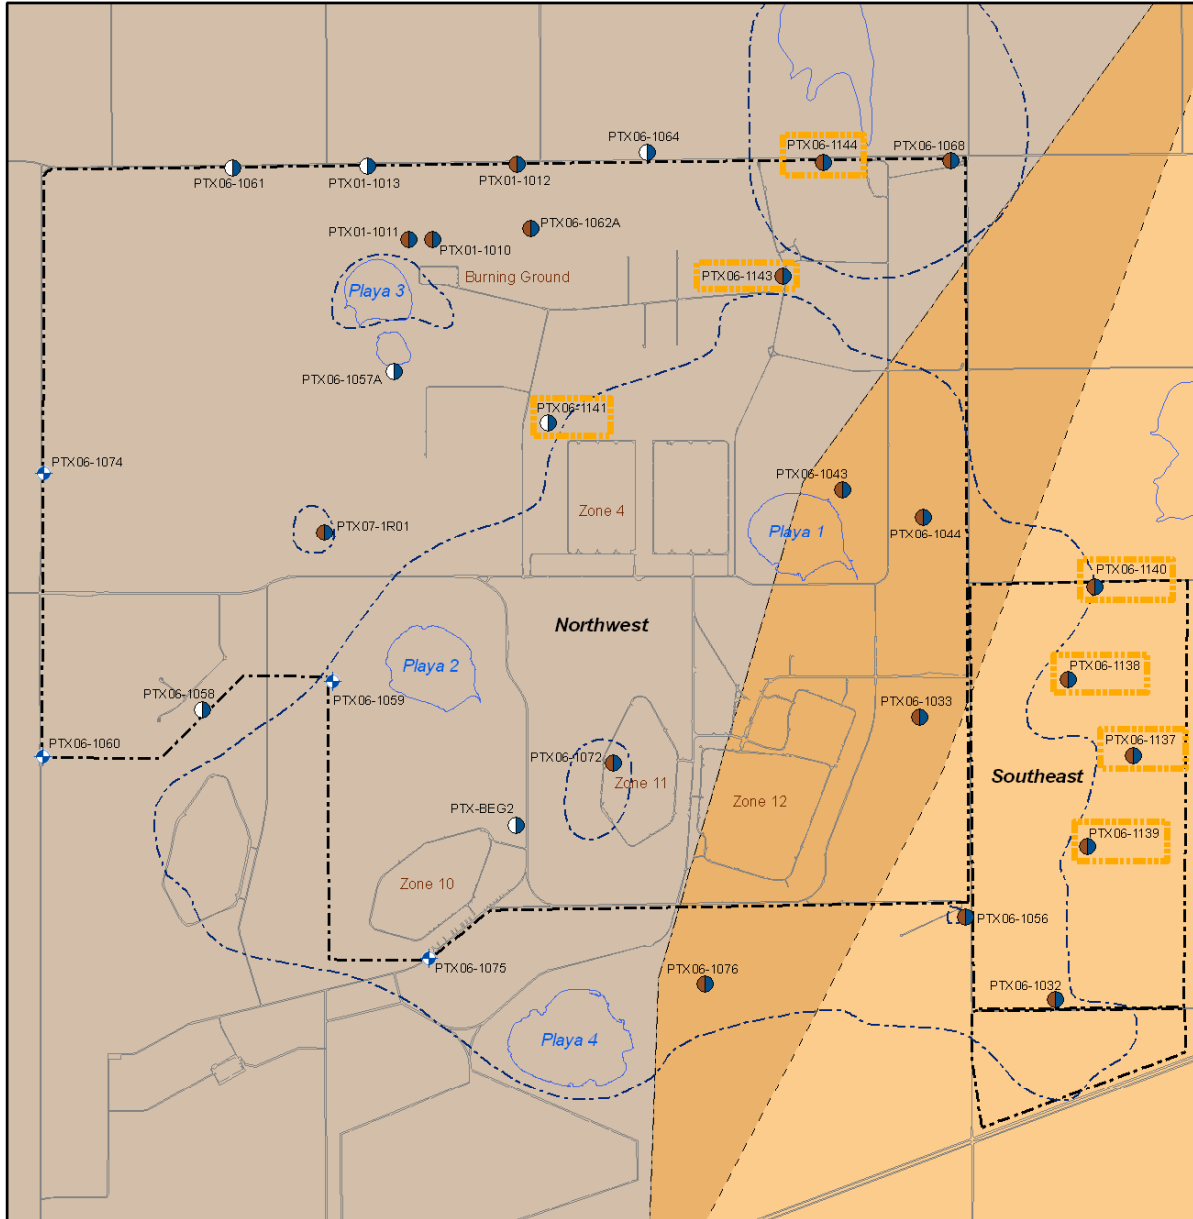 PTX06-1064
PTX06-1144
PTX06-1068
PTX06-1061
PTX01-1013
PTX01-1012
PTX06-1062A
PTX01-1011
PTX01-1010
Burning Ground
PTX06-1143
Playa 3
PTX06-1057A
PTX06-1141
PTX06-1074
PTX06-1043
Zone 4
PTX07-1R01
Playa 1
PTX06-1044
PTX06-1140
Northwest
Playa 2
PTX06-1138
PTX06-1058
PTX06-1059
PTX06-1033
PTX06-1060
PTX06-1137
PTX06-1072
Zone 11
Southeast
Zone 12
PTX-BEG2
PTX06-1139
Zone 10
PTX06-1056
PTX06-1075
PTX06-1076
PTX06-1032
Playa 4